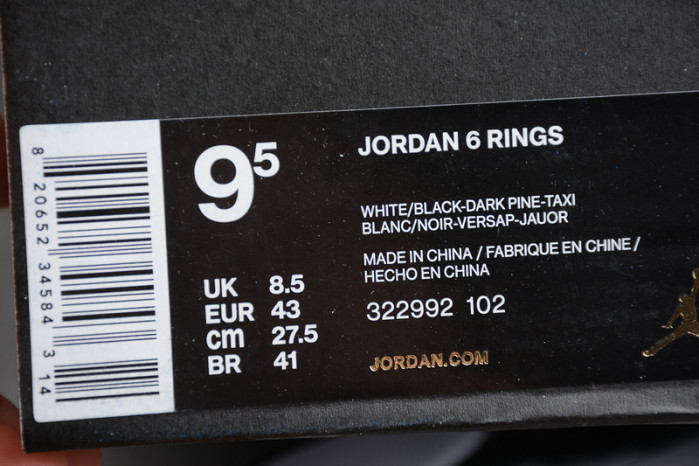 8 20652 34584 3 14
9⁵
JORDAN 6 RINGS
WHITE/BLACK-DARK PINE-TAXI
BLANC/NOIR-VERSAP-JAUOR
MADE IN CHINA / FABRIQUE EN CHINE /
HECHO EN CHINA
322992 102
UK 8.5
EUR 43
cm 27.5
BR 41
JORDAN.COM